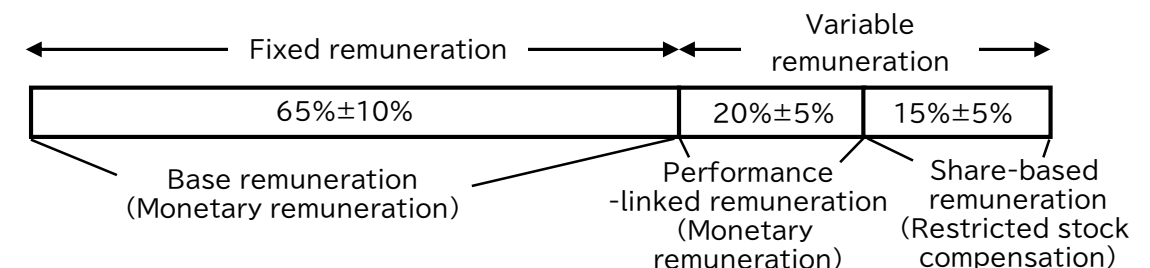 Fixed remuneration
Variable
remuneration
65%±10%
20%±5%
15%±5%
Base remuneration
(Monetary remuneration)
Performance
-linked remuneration
(Monetary
remuneration)
Share-based
remuneration
(Restricted stock
compensation)